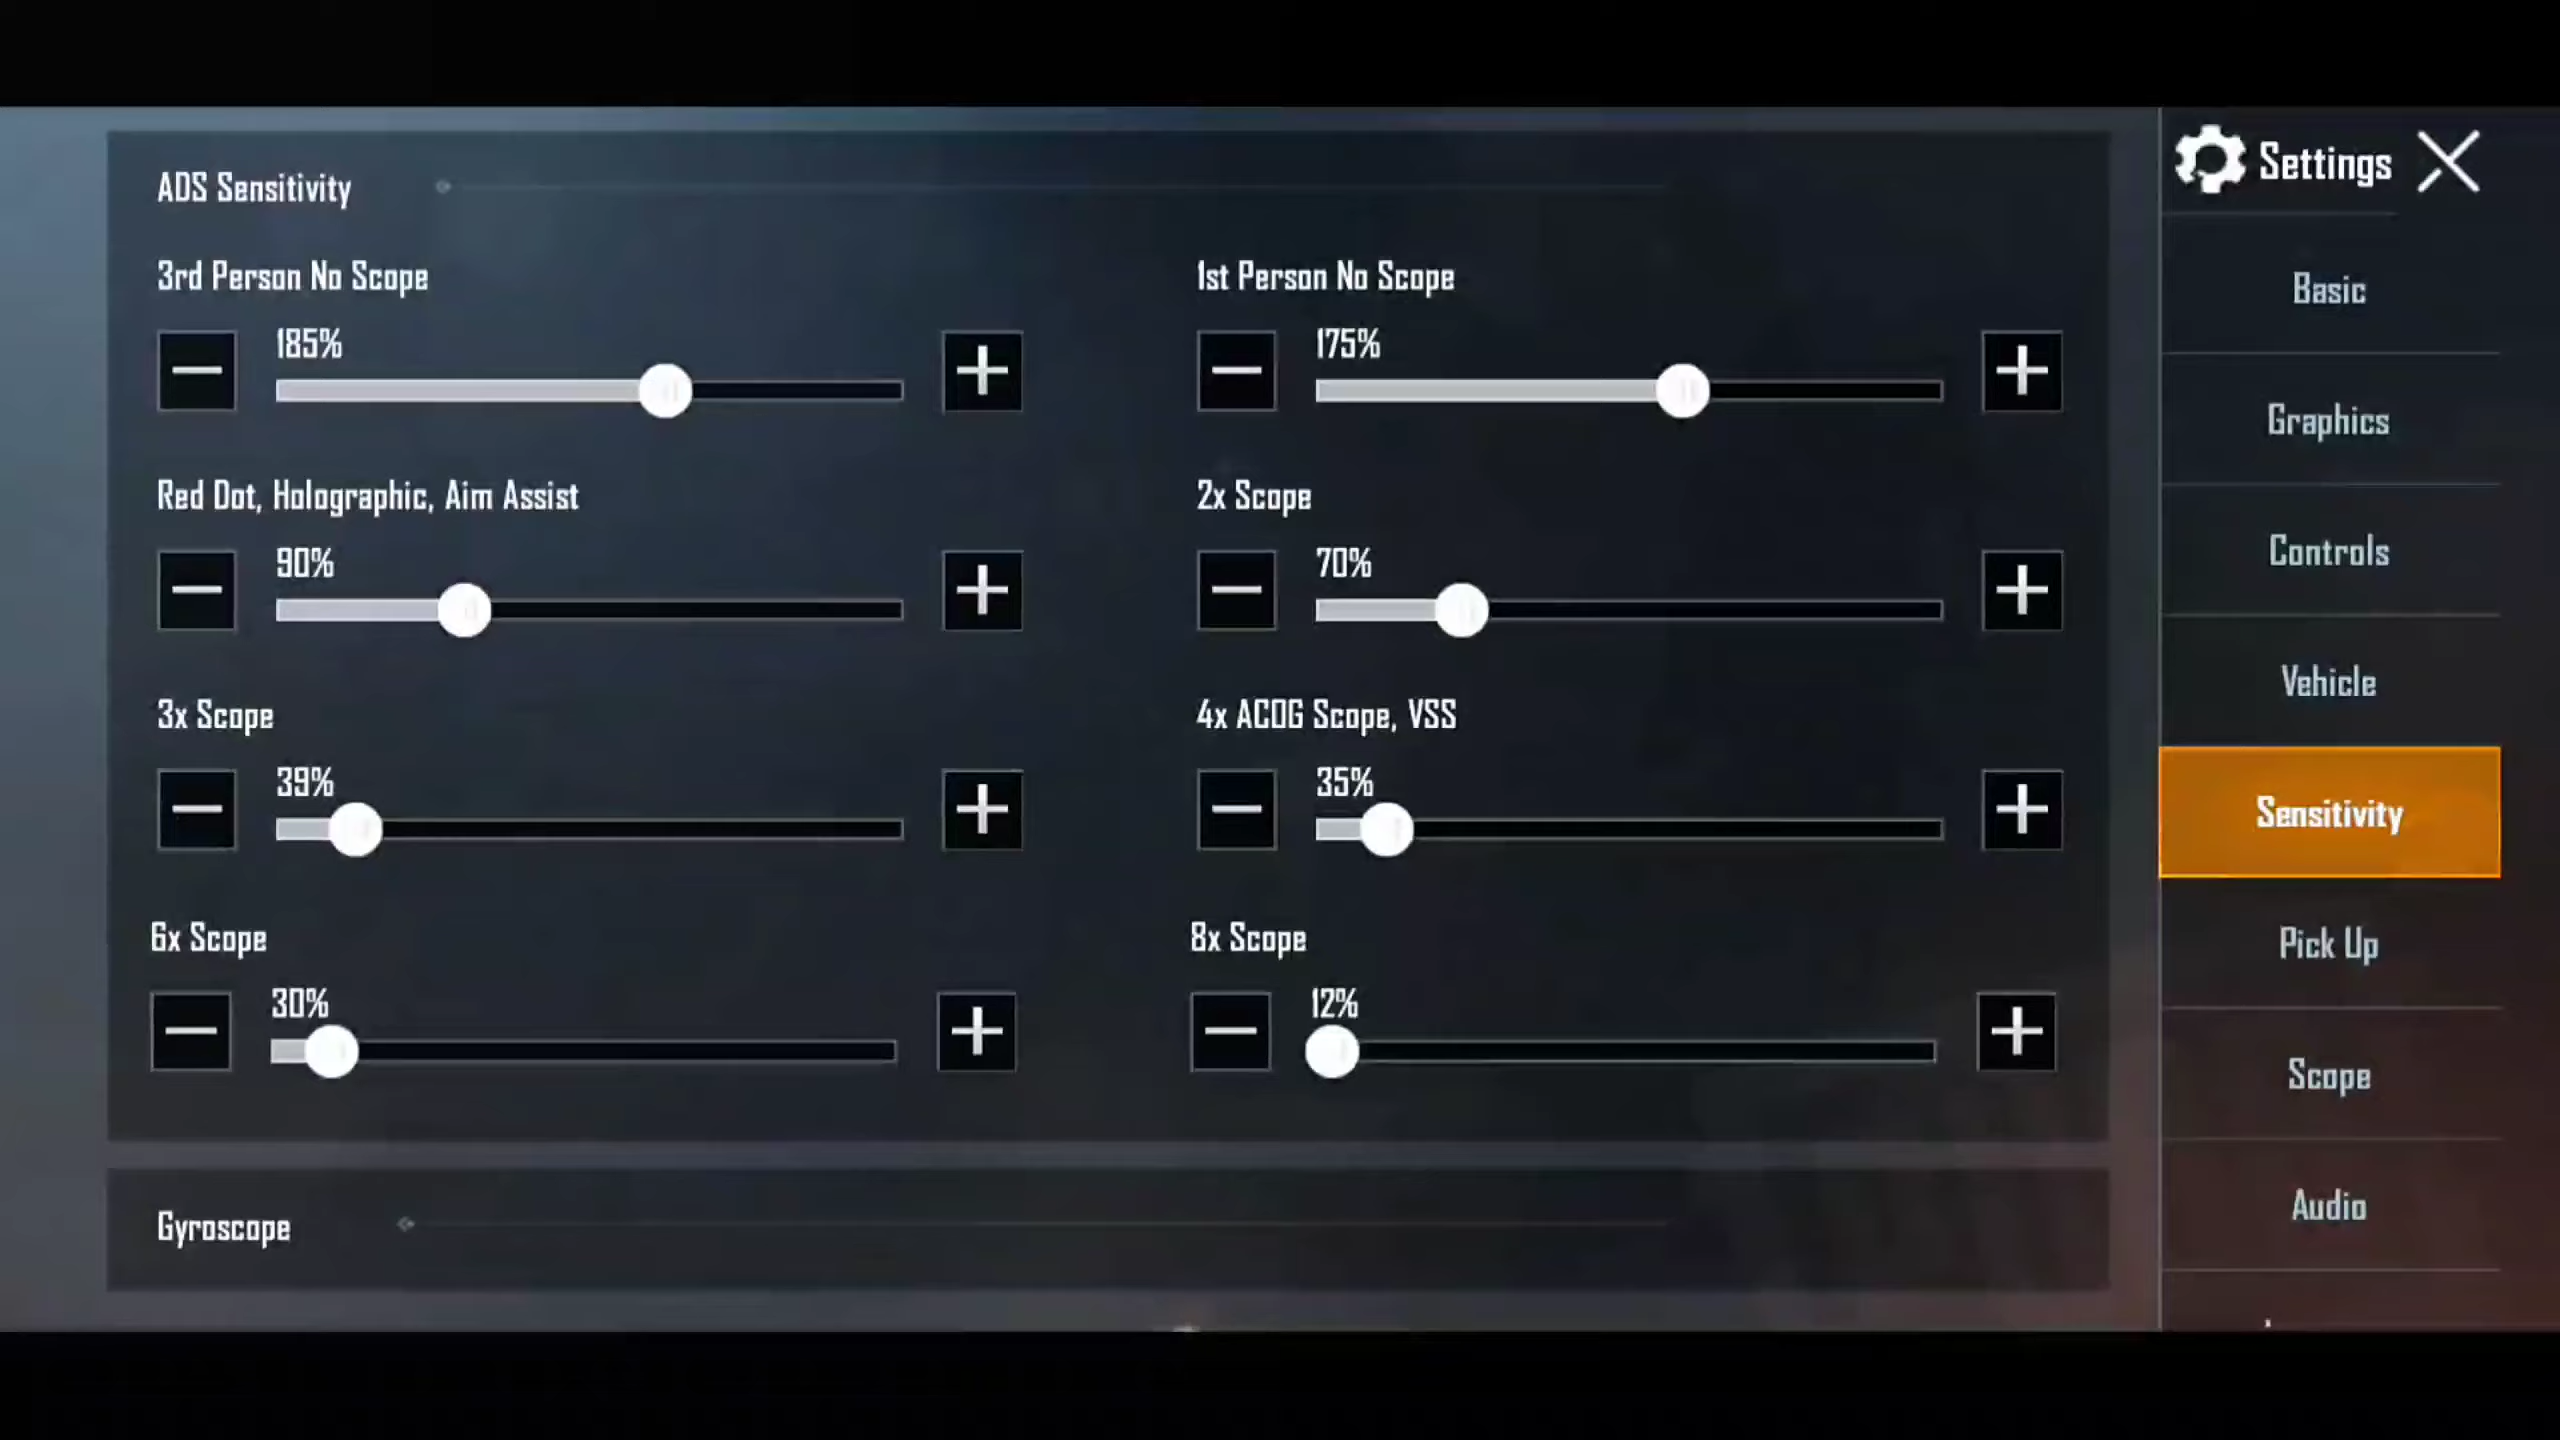 ADS Sensitivity
3rd Person No Scope
185%
1st Person No Scope
175%
Red Dot, Holographic, Aim Assist
90%
2x Scope
70%
3x Scope
39%
4x ACOG Scope, VSS
35%
6x Scope
30%
8x Scope
12%
Gyroscope
Settings
Basic
Graphics
Controls
Vehicle
Sensitivity
Pick Up
Scope
Audio